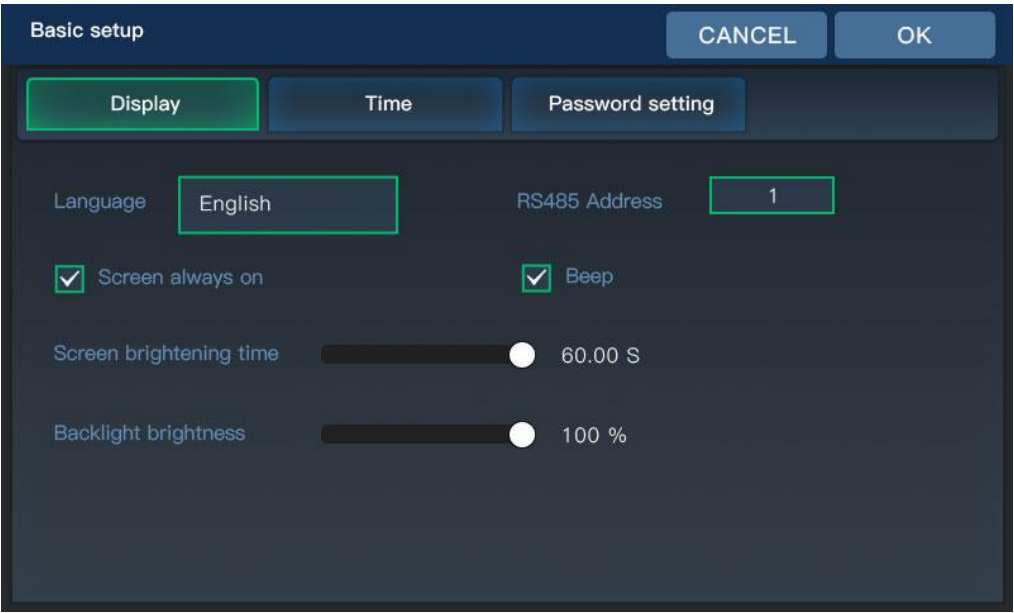 Basic setup
CANCEL
OK
Display
Time
Password setting
Language
English
RS485 Address
1
Screen always on
Beep
Screen brightening time
60.00 S
Backlight brightness
100 %